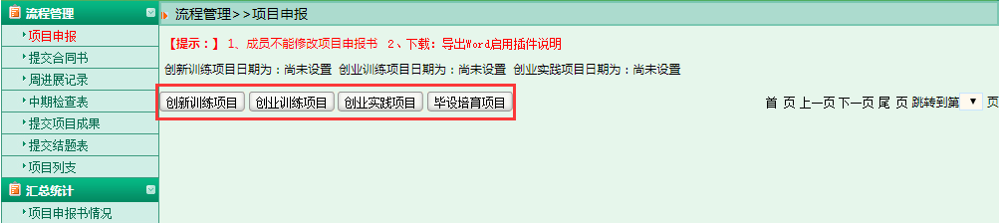 流程管理
项目申报
提交合同书
周进展记录
中期检查表
提交项目成果
提交结题表
项目列支
汇总统计
项目申报书情况
流程管理>>项目申报
【提示：】 1、成员不能修改项目申报书 2、下载：导出Word启用插件说明
创新训练项目日期为：尚未设置 创业训练项目日期为：尚未设置 创业实践项目日期为：尚未设置
创新训练项目 创业训练项目 创业实践项目 毕设培育项目
首 页 上一页 下一页 尾 页 跳转到第 页